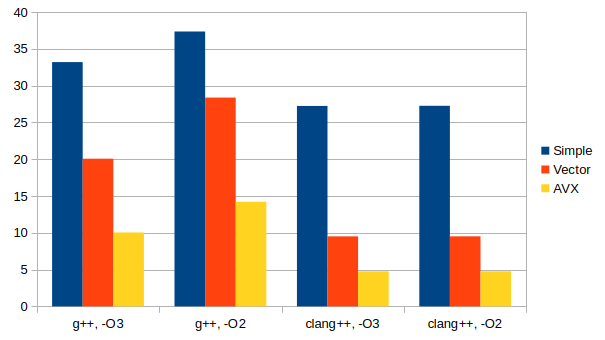 40
35
30
25
20
15
10
5
0
g++, -O3
g++, -O2
clang++, -O3
clang++, -O2
Simple
Vector
AVX